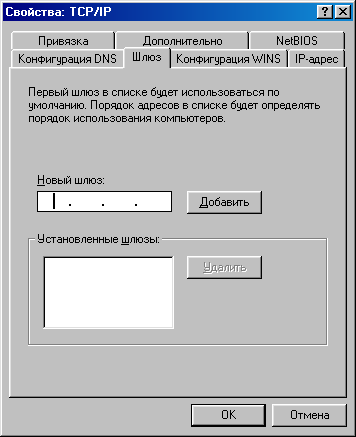 Свойства: TCP/IP
Привязка Дополнительно NetBIOS
Конфигурация DNS Шлюз Конфигурация WINS IP-адрес
Первый шлюз в списке будет использоваться по
умолчанию. Порядок адресов в списке будет определять
порядок использования компьютеров.
Новый шлюз:
. . . Добавить
Установленные шлюзы:
Удалить
OK Отмена